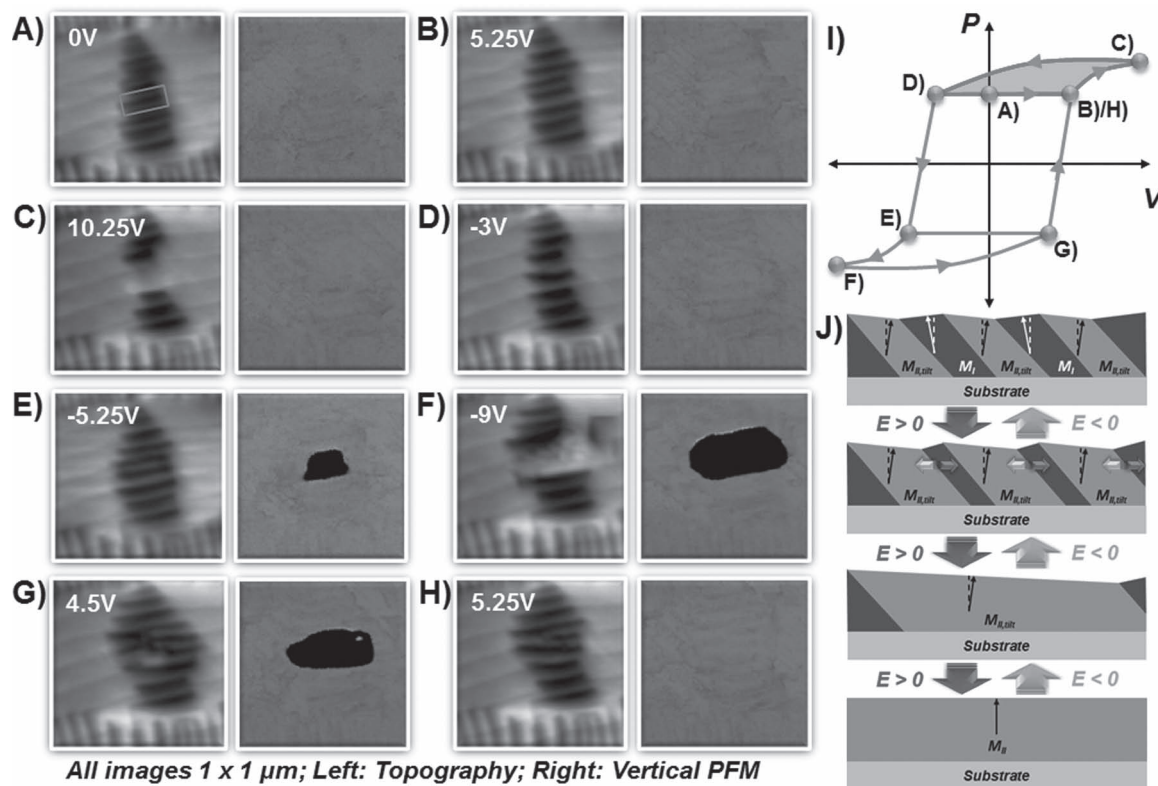 A)
0V
B)
5.25V
C)
10.25V
D)
-3V
E)
-5.25V
F)
-9V
G)
4.5V
H)
5.25V
All images 1 x 1 µm; Left: Topography; Right: Vertical PFM
I)
P
C)
D)
A)
B)/H)
V
E)
G)
F)
J)
M_II,tilt M_I M_II,tilt M_I M_II,tilt
Substrate
E > 0 E < 0
M_II,tilt M_II,tilt M_II,tilt
Substrate
E > 0 E < 0
M_II,tilt
Substrate
E > 0 E < 0
M_II
Substrate